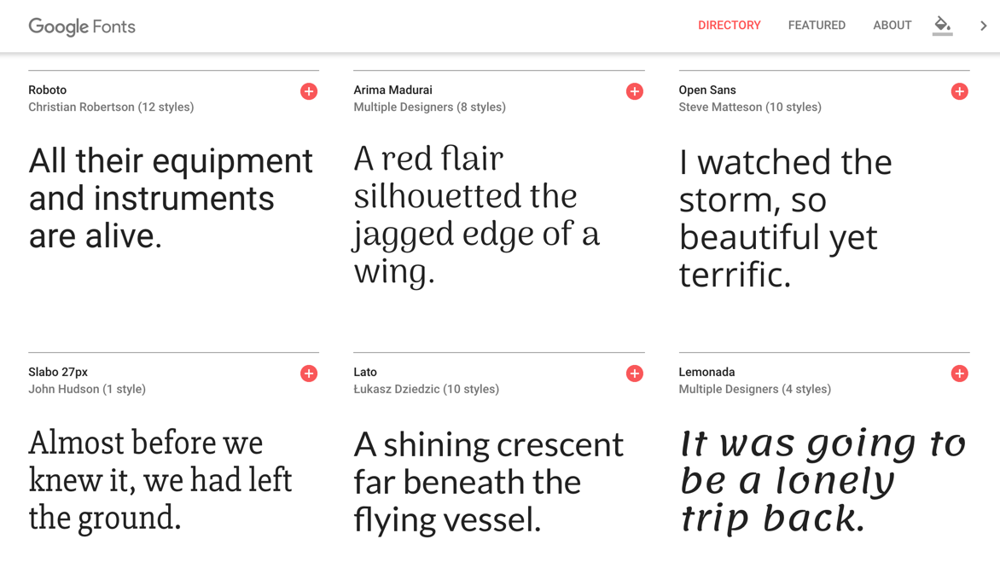 Google Fonts
DIRECTORY
FEATURED
ABOUT
Roboto
Christian Robertson (12 styles)
All their equipment
and instruments
are alive.
Arima Madurai
Multiple Designers (8 styles)
A red flair
silhouetted the
jagged edge of a
wing.
Open Sans
Steve Matteson (10 styles)
I watched the
storm, so
beautiful yet
terrific.
Slabo 27px
John Hudson (1 style)
Almost before we
knew it, we had left
the ground.
Lato
Łukasz Dziedzic (10 styles)
A shining crescent
far beneath the
flying vessel.
Lemonada
Multiple Designers (4 styles)
It was going to
be a lonely
trip back.